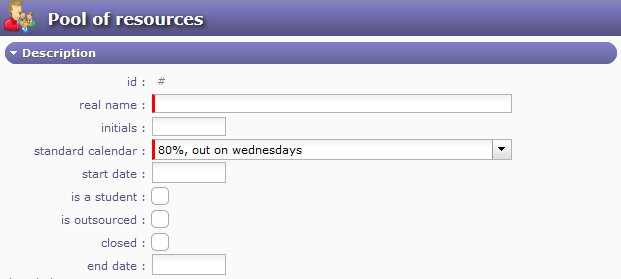 Pool of resources
Description
id : #
real name :
initials :
standard calendar : 80%, out on wednesdays
start date :
is a student :
is outsourced :
closed :
end date :